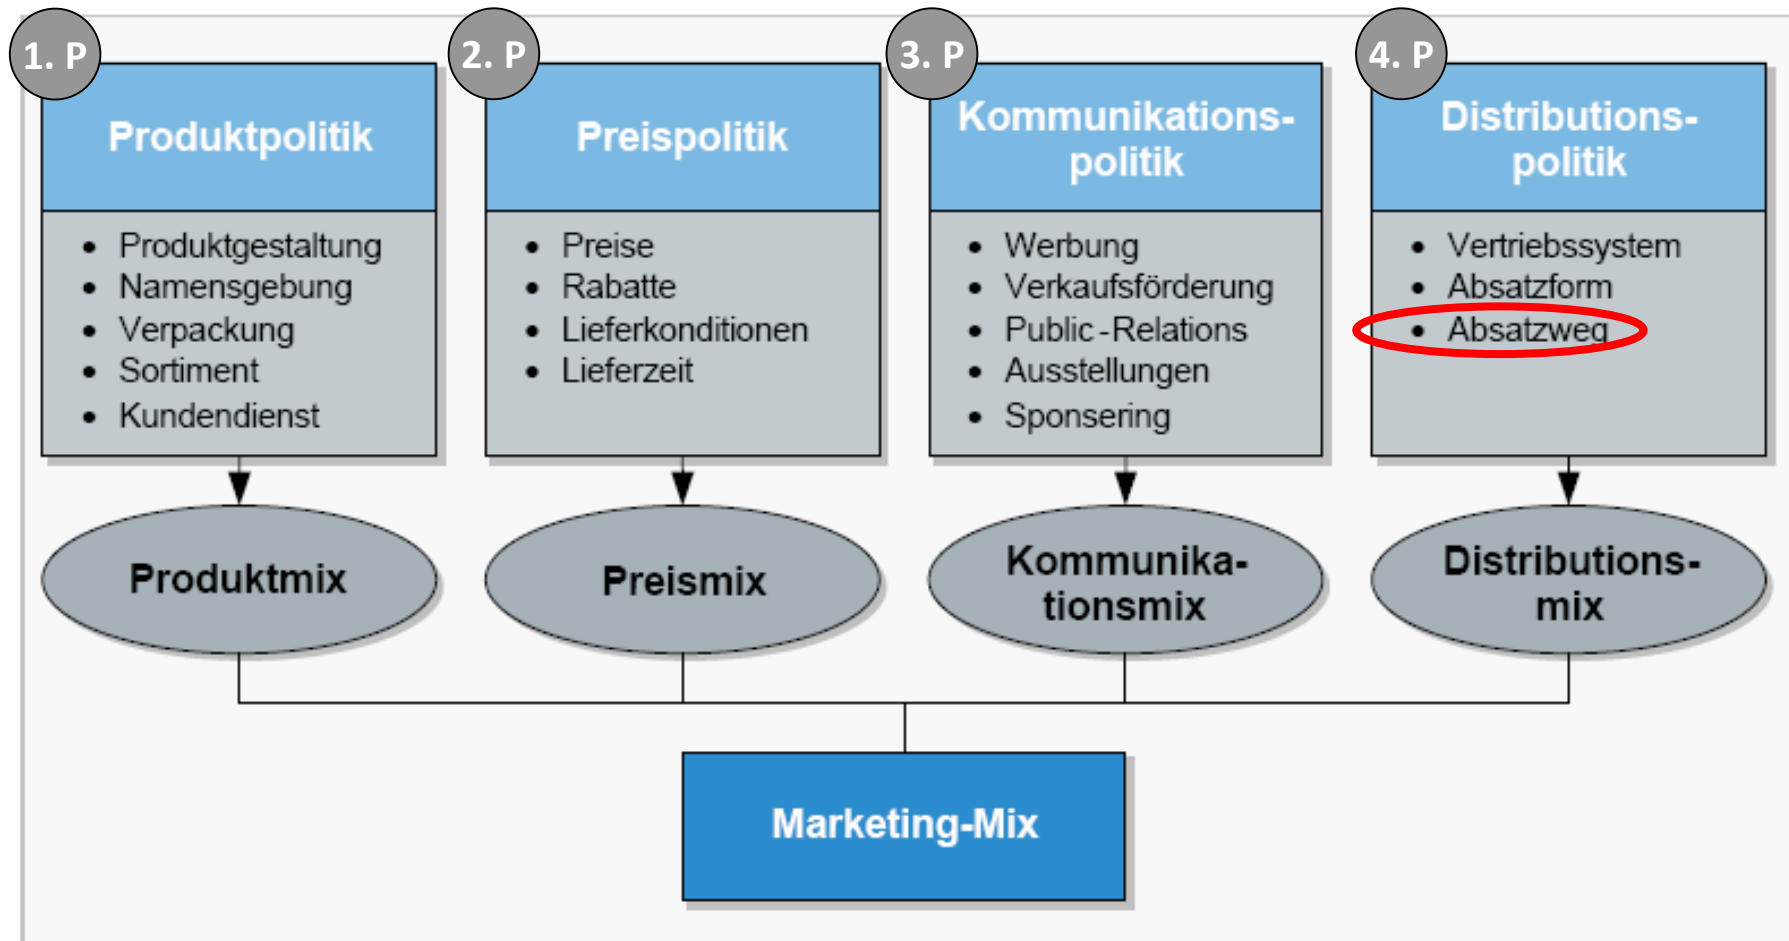 1. P
Produktpolitik
• Produktgestaltung
• Namensgebung
• Verpackung
• Sortiment
• Kundendienst
Produktmix
2. P
Preispolitik
• Preise
• Rabatte
• Lieferkonditionen
• Lieferzeit
Preismix
3. P
Kommunikations-
politik
• Werbung
• Verkaufsförderung
• Public-Relations
• Ausstellungen
• Sponsering
Kommunika-
tionsmix
4. P
Distributions-
politik
• Vertriebssystem
• Absatzform
• Absatzweg
Distributions-
mix
Marketing-Mix